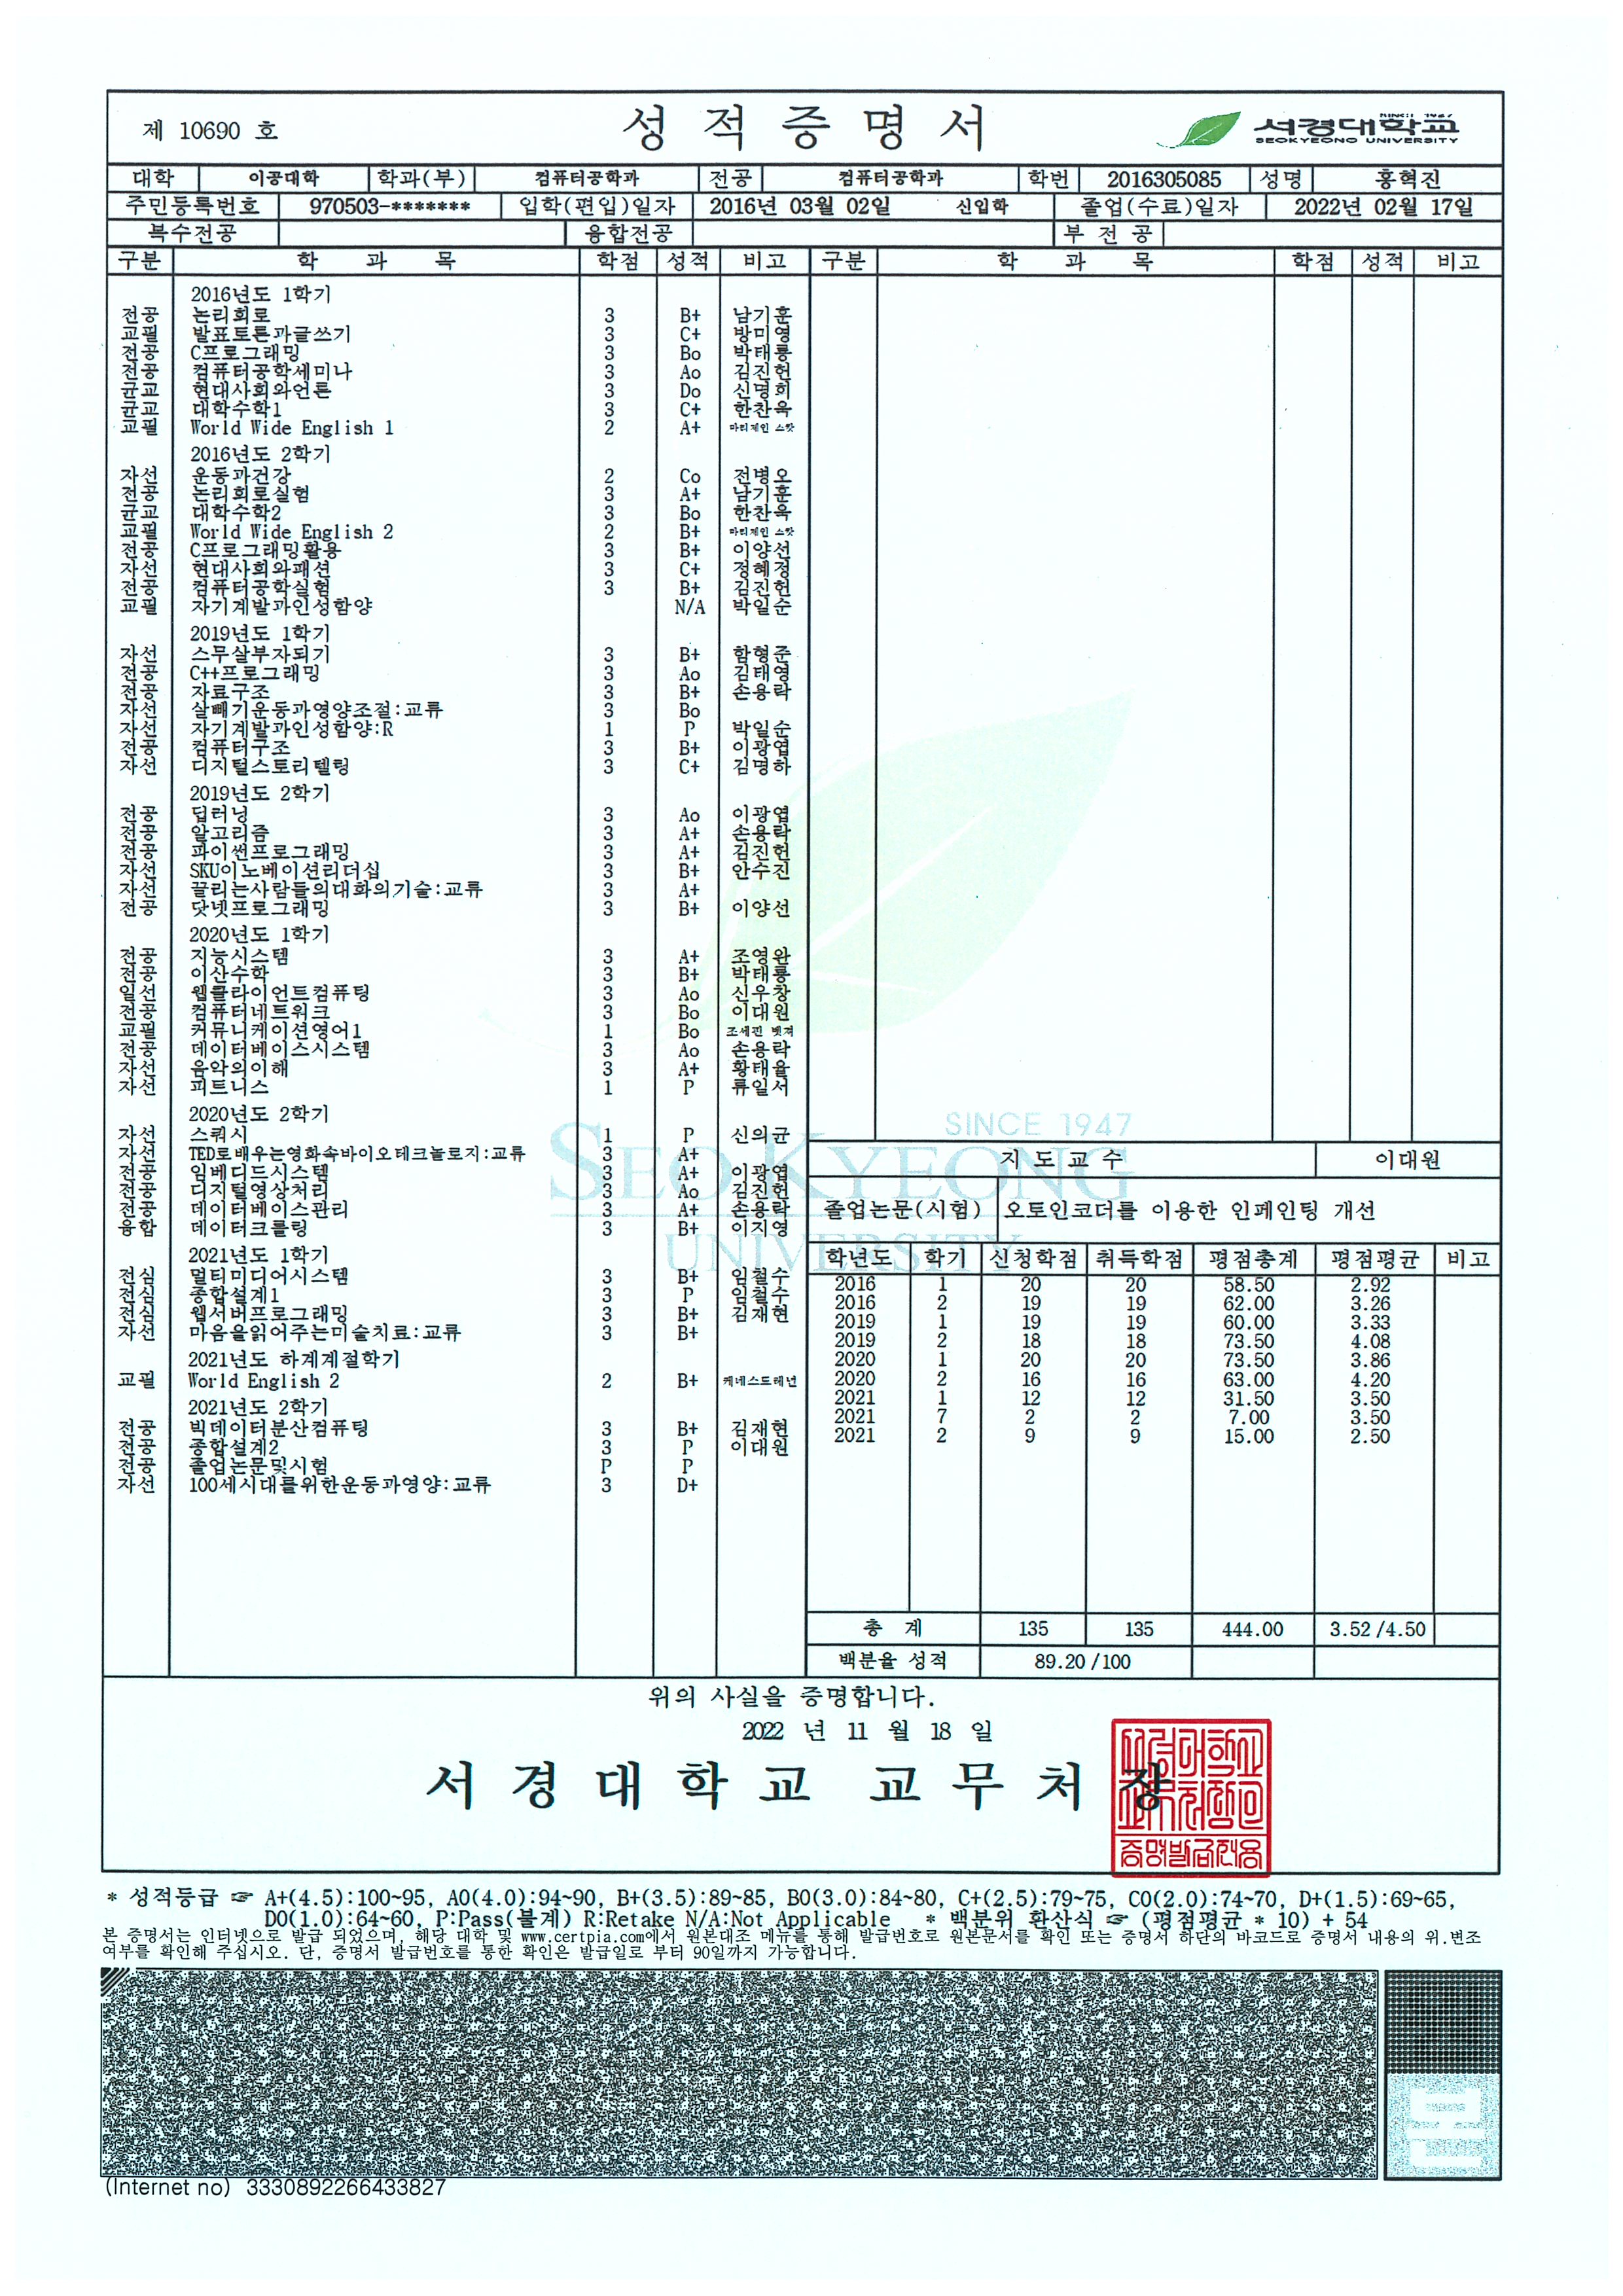 제 10690 호
성 적 증 명 서
서경대학교
SEOKYEONG UNIVERSITY
대학 이공대학 학과(부) 컴퓨터공학과 전공 컴퓨터공학과 학번 2016305085 성명 홍혁진
주민등록번호 970503-******* 입학(편입)일자 2016년 03월 02일 신입학 졸업(수료)일자 2022년 02월 17일
복수전공 융합전공 부 전 공
구분 학 과 목 학점 성적 비고 구분 학 과 목 학점 성적 비고
2016년도 1학기
전공 논리회로 3 B+ 남기훈
교필 발표토론과글쓰기 3 C+ 방미영
전공 C프로그래밍 3 Bo 박태룡
전공 컴퓨터공학세미나 3 Ao 김진헌
균교 현대사회와언론 3 Do 신명희
균교 대학수학1 3 C+ 한찬욱
교필 World Wide English 1 2 A+ 마리제인 스캇
2016년도 2학기
자선 운동과건강 2 Co 전병오
전공 논리회로실험 3 A+ 남기훈
균교 대학수학2 3 Bo 한찬욱
교필 World Wide English 2 2 B+ 마리제인 스캇
전공 C프로그래밍활용 3 B+ 이양선
자선 현대사회와패션 3 C+ 정혜정
전공 컴퓨터공학실험 3 B+ 김진헌
교필 자기계발과인성함양 N/A 박일순
2019년도 1학기
자선 스무살부자되기 3 B+ 함형준
전공 C++프로그래밍 3 Ao 김태영
전공 자료구조 3 B+ 손용락
자선 살빼기운동과영양조절:교류 3 Bo
자선 자기계발과인성함양:R 1 P 박일순
전공 컴퓨터구조 3 B+ 이광엽
자선 디지털스토리텔링 3 C+ 김명하
2019년도 2학기
전공 딥러닝 3 Ao 이광엽
전공 알고리즘 3 A+ 손용락
전공 파이썬프로그래밍 3 A+ 김진헌
자선 SKU이노베이션리더십 3 B+ 안수진
자선 끌리는사람들의대화의기술:교류 3 A+
전공 닷넷프로그래밍 3 B+ 이양선
2020년도 1학기
전공 지능시스템 3 A+ 조영완
전공 이산수학 3 B+ 박태룡
일선 웹클라이언트컴퓨팅 3 Ao 신우창
전공 컴퓨터네트워크 3 Bo 이대원
교필 커뮤니케이션영어1 1 Bo 조세핀 벳져
전공 데이터베이스시스템 3 Ao 손용락
자선 음악의이해 3 A+ 황태율
자선 피트니스 1 P 류일서
2020년도 2학기
자선 스쿼시 1 P 신의균
자선 TED로배우는영화속바이오테크놀로지:교류 3 A+
전공 임베디드시스템 3 A+ 이광엽
전공 디지털영상처리 3 Ao 김진헌
전공 데이터베이스관리 3 A+ 손용락
융합 데이터크롤링 3 B+ 이지영
2021년도 1학기
전심 멀티미디어시스템 3 B+ 임철수
전심 종합설계1 3 P 임철수
전심 웹서버프로그래밍 3 B+ 김재현
자선 마음을읽어주는미술치료:교류 3 B+
2021년도 하계계절학기
교필 World English 2 2 B+ 케네스드레넌
2021년도 2학기
전공 빅데이터분산컴퓨팅 3 B+ 김재현
전공 종합설계2 3 P 이대원
전공 졸업논문및시험 P P
자선 100세시대를위한운동과영양:교류 3 D+
SINCE 1947
SEOKYEONG
UNIVERSITY
지 도 교 수 이대원
졸업논문(시험) 오토인코더를 이용한 인페인팅 개선
학년도 학기 신청학점 취득학점 평점총계 평점평균 비고
2016 1 20 20 58.50 2.92
2016 2 19 19 62.00 3.26
2019 1 19 19 60.00 3.33
2019 2 18 18 73.50 4.08
2020 1 20 20 73.50 3.86
2020 2 16 16 63.00 4.20
2021 1 12 12 31.50 3.50
2021 7 2 2 7.00 3.50
2021 2 9 9 15.00 2.50
총 계 135 135 444.00 3.52 /4.50
백분율 성적 89.20 /100
위의 사실을 증명합니다.
2022 년 11 월 18 일
서 경 대 학 교 교 무 처 장
* 성적등급 ☞ A+(4.5):100~95, A0(4.0):94~90, B+(3.5):89~85, B0(3.0):84~80, C+(2.5):79~75, C0(2.0):74~70, D+(1.5):69~65,
D0(1.0):64~60, P:Pass(불계) R:Retake N/A:Not Applicable * 백분위 환산식 ☞ (평점평균 * 10) + 54
본 증명서는 인터넷으로 발급 되었으며, 해당 대학 및 www.certpia.com에서 원본대조 메뉴를 통해 발급번호로 원본문서를 확인 또는 증명서 하단의 바코드로 증명서 내용의 위.변조
여부를 확인해 주십시오. 단, 증명서 발급번호를 통한 확인은 발급일로 부터 90일까지 가능합니다.
(Internet no) 3330892266433827